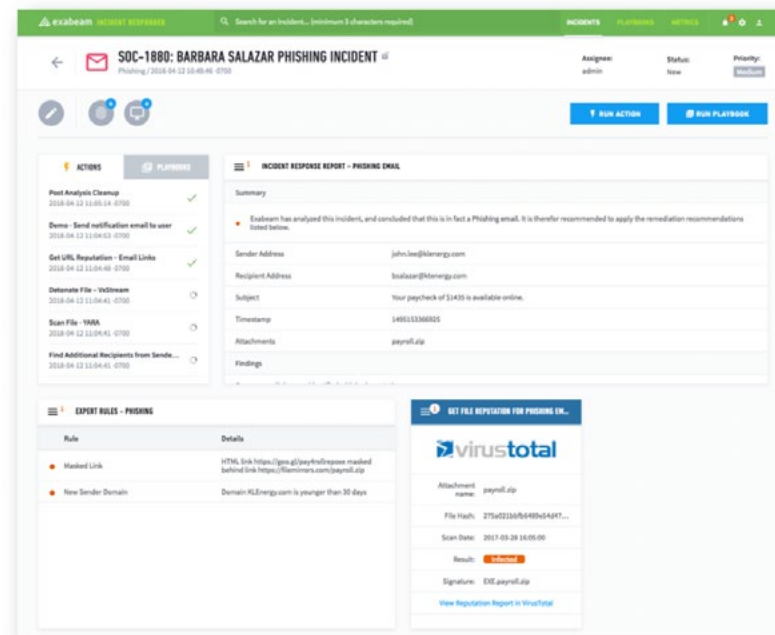 exabeam INCIDENT RESPONDER
Search for an incident... (minimum 3 characters required)
INCIDENTS
PLAYBOOKS
METRICS
SOC-1880: BARBARA SALAZAR PHISHING INCIDENT
Phishing / 2018-04-12 10:46:46 -0700
Assignee:
admin
Status:
New
Priority:
Medium
RUN ACTION
RUN PLAYBOOK
ACTIONS
PLAYBOOKS
Post Analysis Cleanup
2018-04-12 11:05:14 -0700
Demo - Send notification email to user
2018-04-12 11:04:53 -0700
Get URL Reputation - Email Links
2018-04-12 11:04:48 -0700
Detonate File - VxStream
2018-04-12 11:04:41 -0700
Scan File - YARA
2018-04-12 11:04:41 -0700
Find Additional Recipients from Sende...
2018-04-12 11:04:41 -0700
1
INCIDENT RESPONSE REPORT - PHISHING EMAIL
Summary
Exabeam has analyzed this incident, and concluded that this is in fact a Phishing email. It is therefor recommended to apply the remediation recommendations
listed below.
Sender Address
john.lee@klenergy.com
Recipient Address
bsalazar@ktenergy.com
Subject
Your paycheck of $1435 is available online.
Timestamp
1495153366925
Attachments
payroll.zip
Findings
1
EXPERT RULES - PHISHING
Rule
Details
Masked Link
HTML link https://goo.gl/pay4rollrepose masked
behind link https://filemirrors.com/payroll.zip
New Sender Domain
Domain KLEnergy.com is younger than 30 days
1
GET FILE REPUTATION FOR PHISHING EM...
virustotal
Attachment
name:
payroll.zip
File Hash:
275a021bbfb6489e54d47...
Scan Date:
2017-03-28 16:05:00
Result:
Infected
Signature:
EXE.payroll.zip
View Reputation Report in VirusTotal